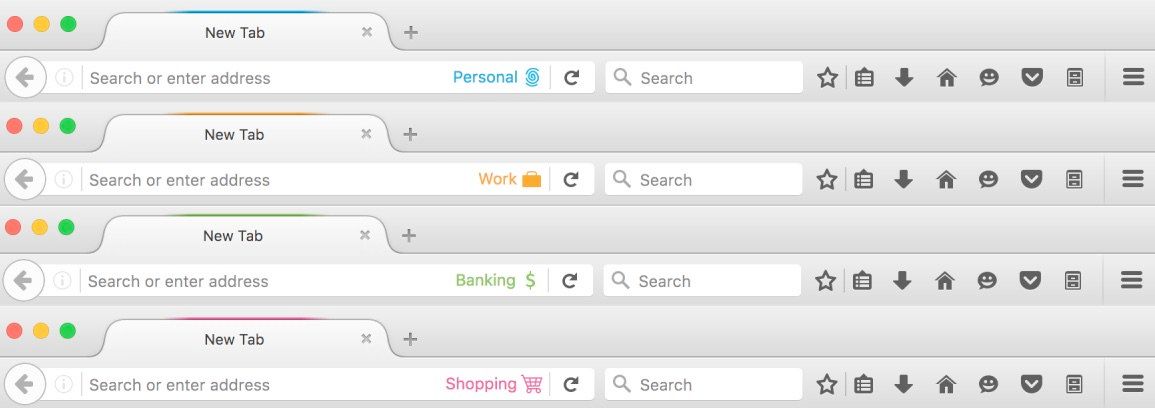 New Tab
Search or enter address Personal Search
New Tab
Search or enter address Work Search
New Tab
Search or enter address Banking $ Search
New Tab
Search or enter address Shopping Search